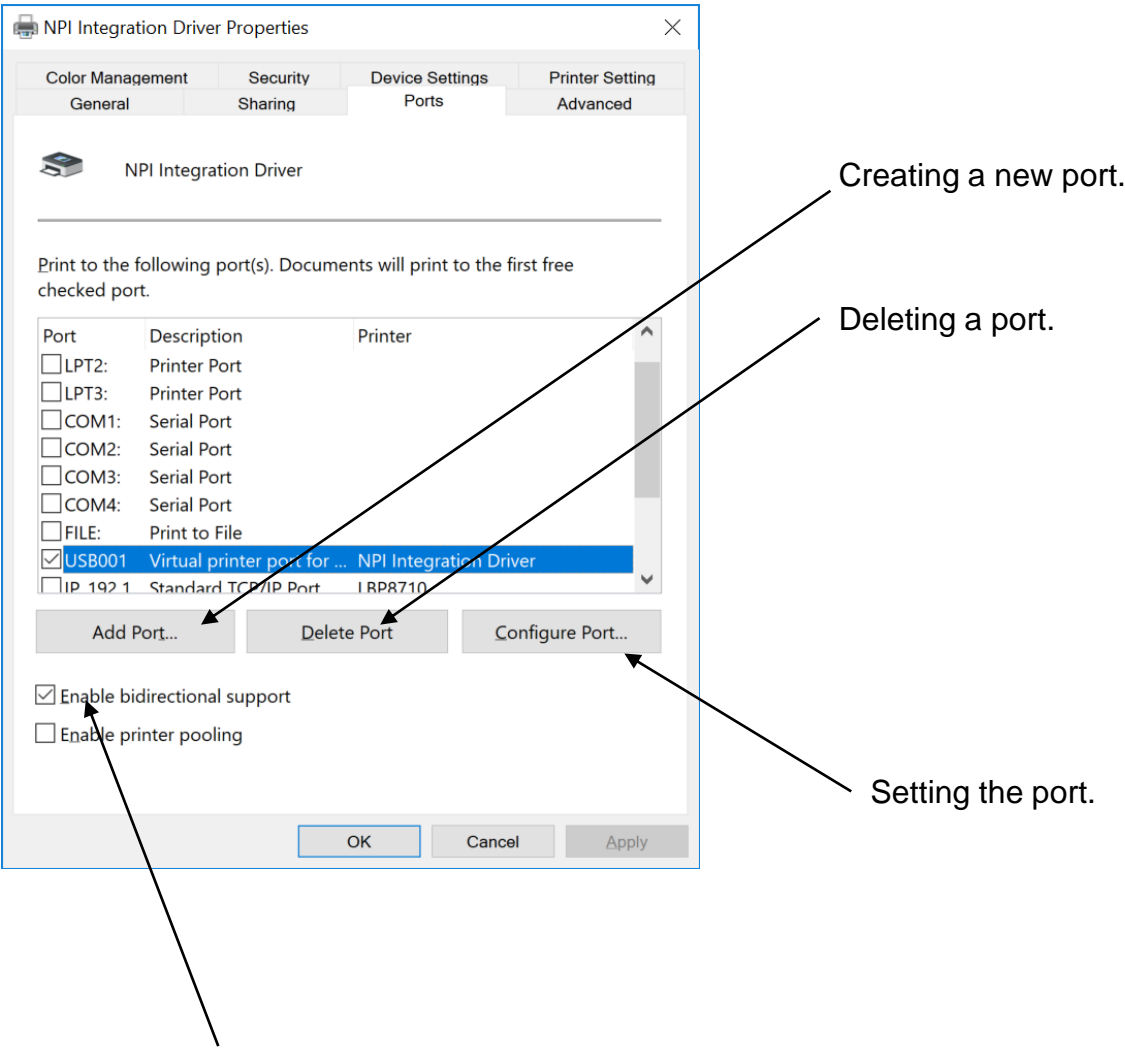 NPI Integration Driver Properties
Color Management Security Device Settings Printer Setting
General Sharing Ports Advanced
NPI Integration Driver
Creating a new port.
Print to the following port(s). Documents will print to the first free
checked port.
Deleting a port.
Port Description Printer
LPT2: Printer Port
LPT3: Printer Port
COM1: Serial Port
COM2: Serial Port
COM3: Serial Port
COM4: Serial Port
FILE: Print to File
USB001 Virtual printer port for ... NPI Integration Driver
IP_192.1 Standard TCP/IP Port LBP8710
Add Port... Delete Port Configure Port...
Enable bidirectional support
Enable printer pooling
Setting the port.
OK Cancel Apply